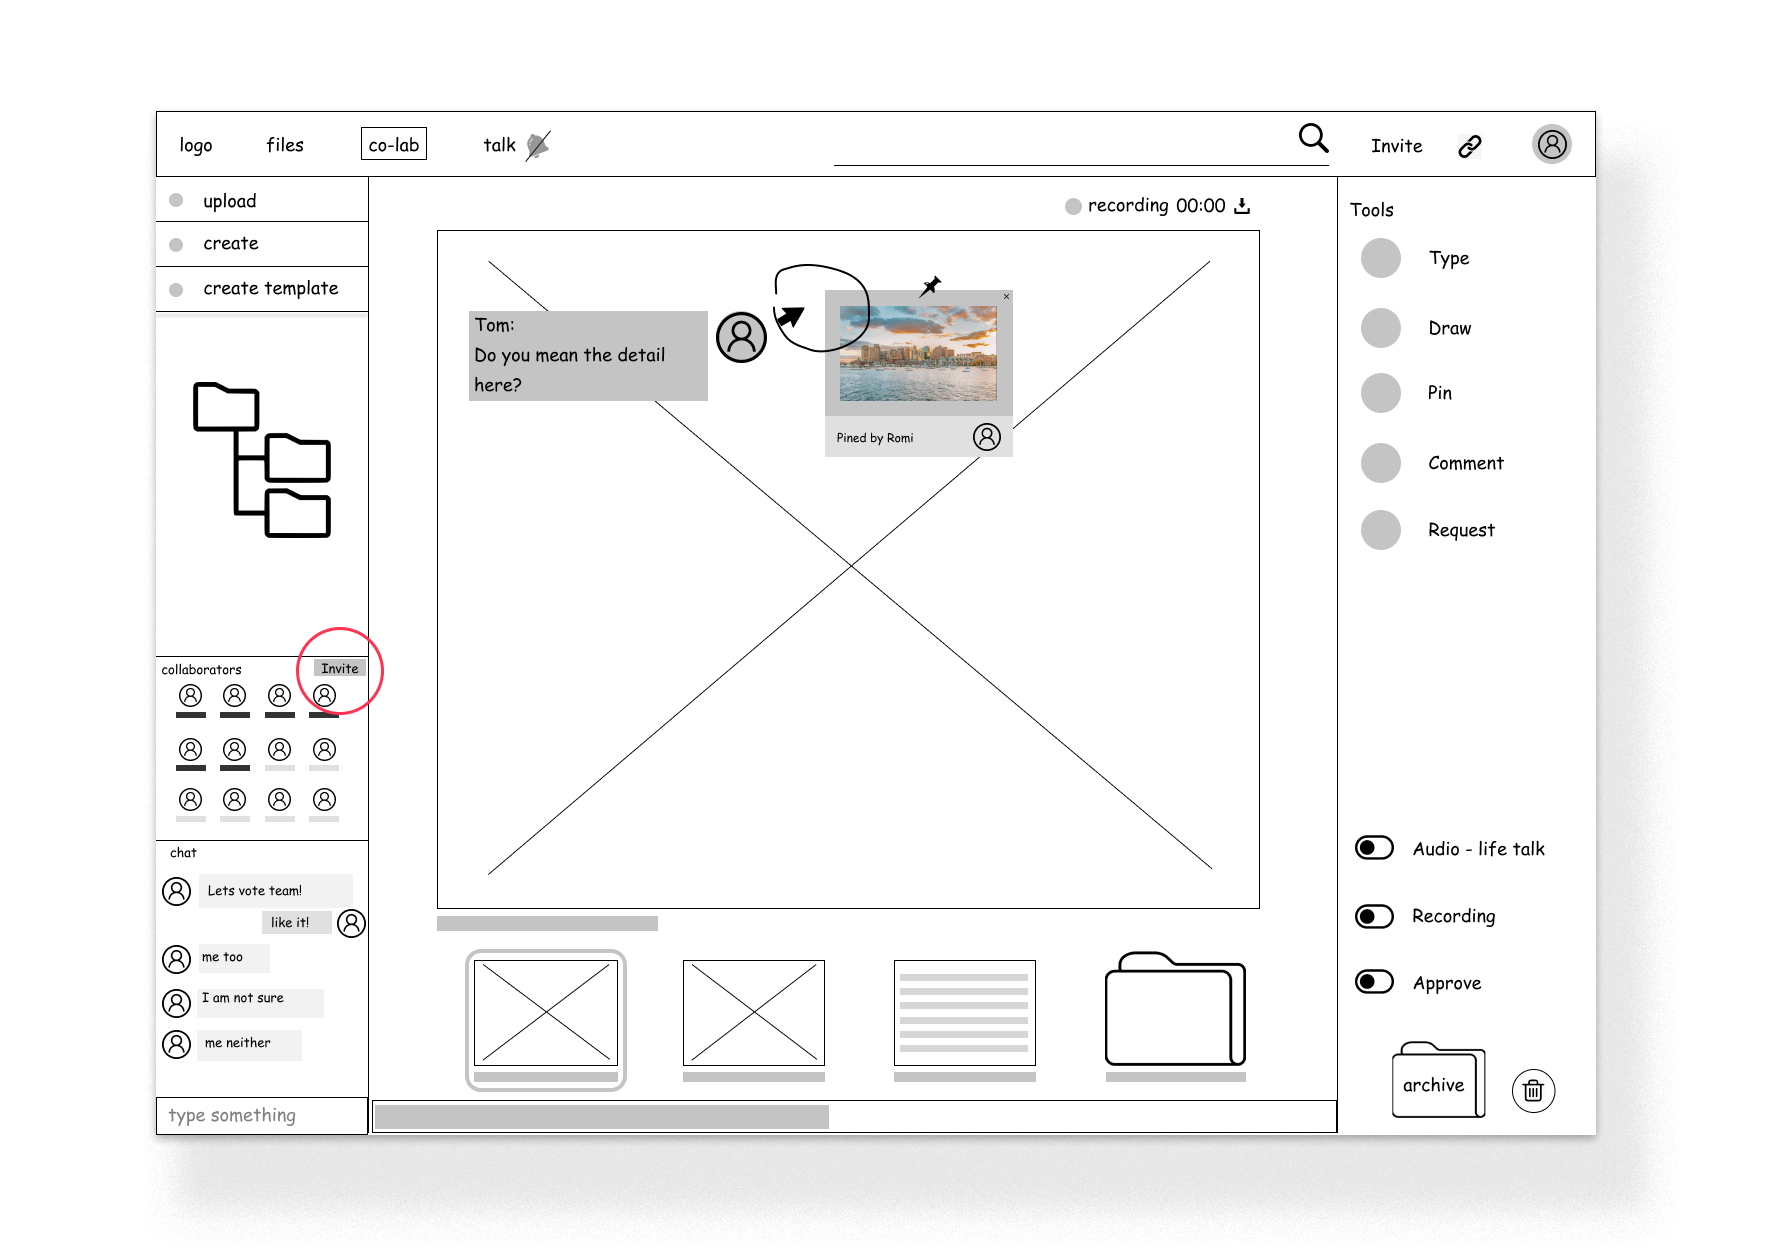 logo
files
co-lab
talk
Invite
upload
create
create template
recording 00:00
Tools
Type
Draw
Pin
Comment
Request
Tom:
Do you mean the detail
here?
x
Pined by Romi
collaborators
Invite
chat
Lets vote team!
like it!
me too
I am not sure
me neither
type something
Audio - life talk
Recording
Approve
archive